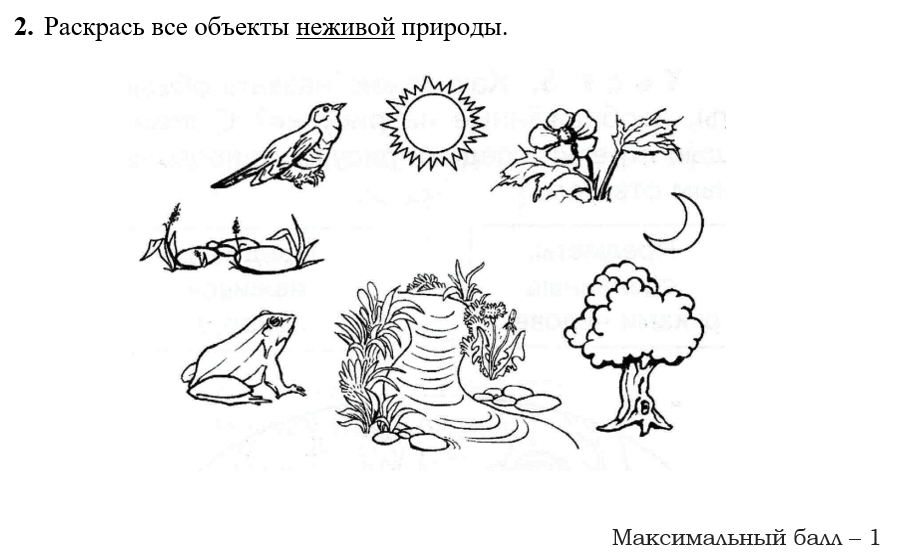 2. Раскрась все объекты неживой природы.
Максимальный балл – 1